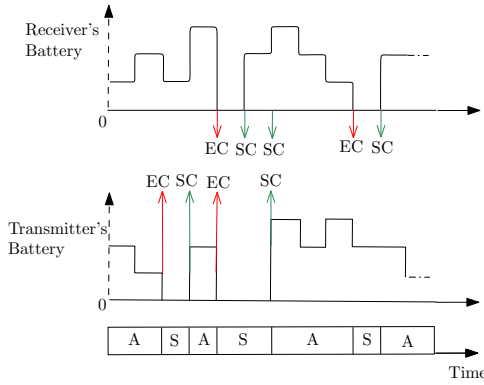 Receiver's
Battery
0
EC SC SC EC SC
EC SC EC SC
Transmitter's
Battery
0
A S A S A S A
Time